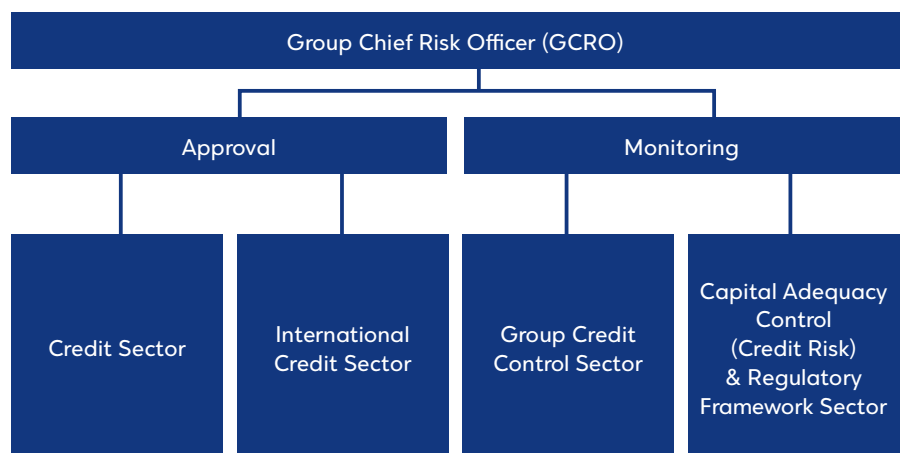 Group Chief Risk Officer (GCRO)
Approval
Monitoring
Credit Sector
International
Credit Sector
Group Credit
Control Sector
Capital Adequacy
Control
(Credit Risk)
& Regulatory
Framework Sector